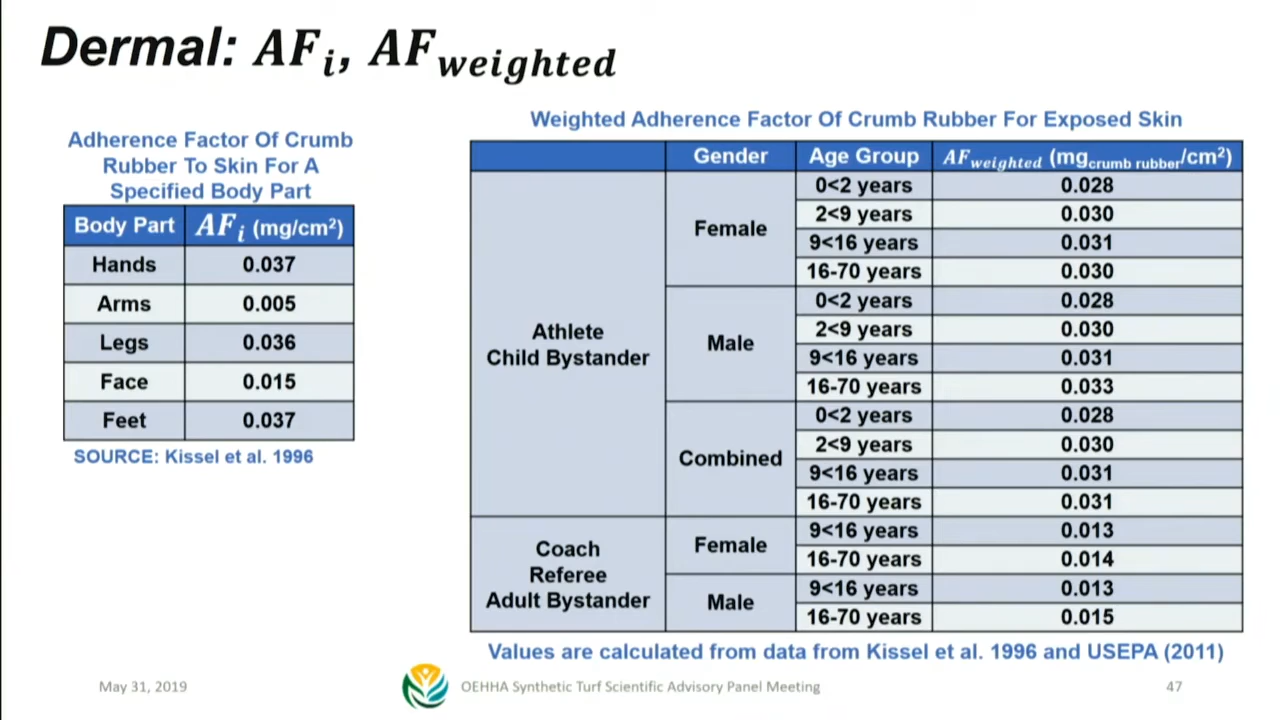 Dermal: AF_i, AF_weighted
Adherence Factor Of Crumb
Rubber To Skin For A
Specified Body Part
Body Part AF_i (mg/cm²)
Hands 0.037
Arms 0.005
Legs 0.036
Face 0.015
Feet 0.037
SOURCE: Kissel et al. 1996
Weighted Adherence Factor Of Crumb Rubber For Exposed Skin
Gender Age Group AF_weighted (mg_crumb rubber/cm²)
Athlete
Child Bystander
Female
0<2 years 0.028
2<9 years 0.030
9<16 years 0.031
16-70 years 0.030
Male
0<2 years 0.028
2<9 years 0.030
9<16 years 0.031
16-70 years 0.033
Combined
0<2 years 0.028
2<9 years 0.030
9<16 years 0.031
16-70 years 0.031
Coach
Referee
Adult Bystander
Female
9<16 years 0.013
16-70 years 0.014
Male
9<16 years 0.013
16-70 years 0.015
Values are calculated from data from Kissel et al. 1996 and USEPA (2011)
May 31, 2019
OEHHA Synthetic Turf Scientific Advisory Panel Meeting
47